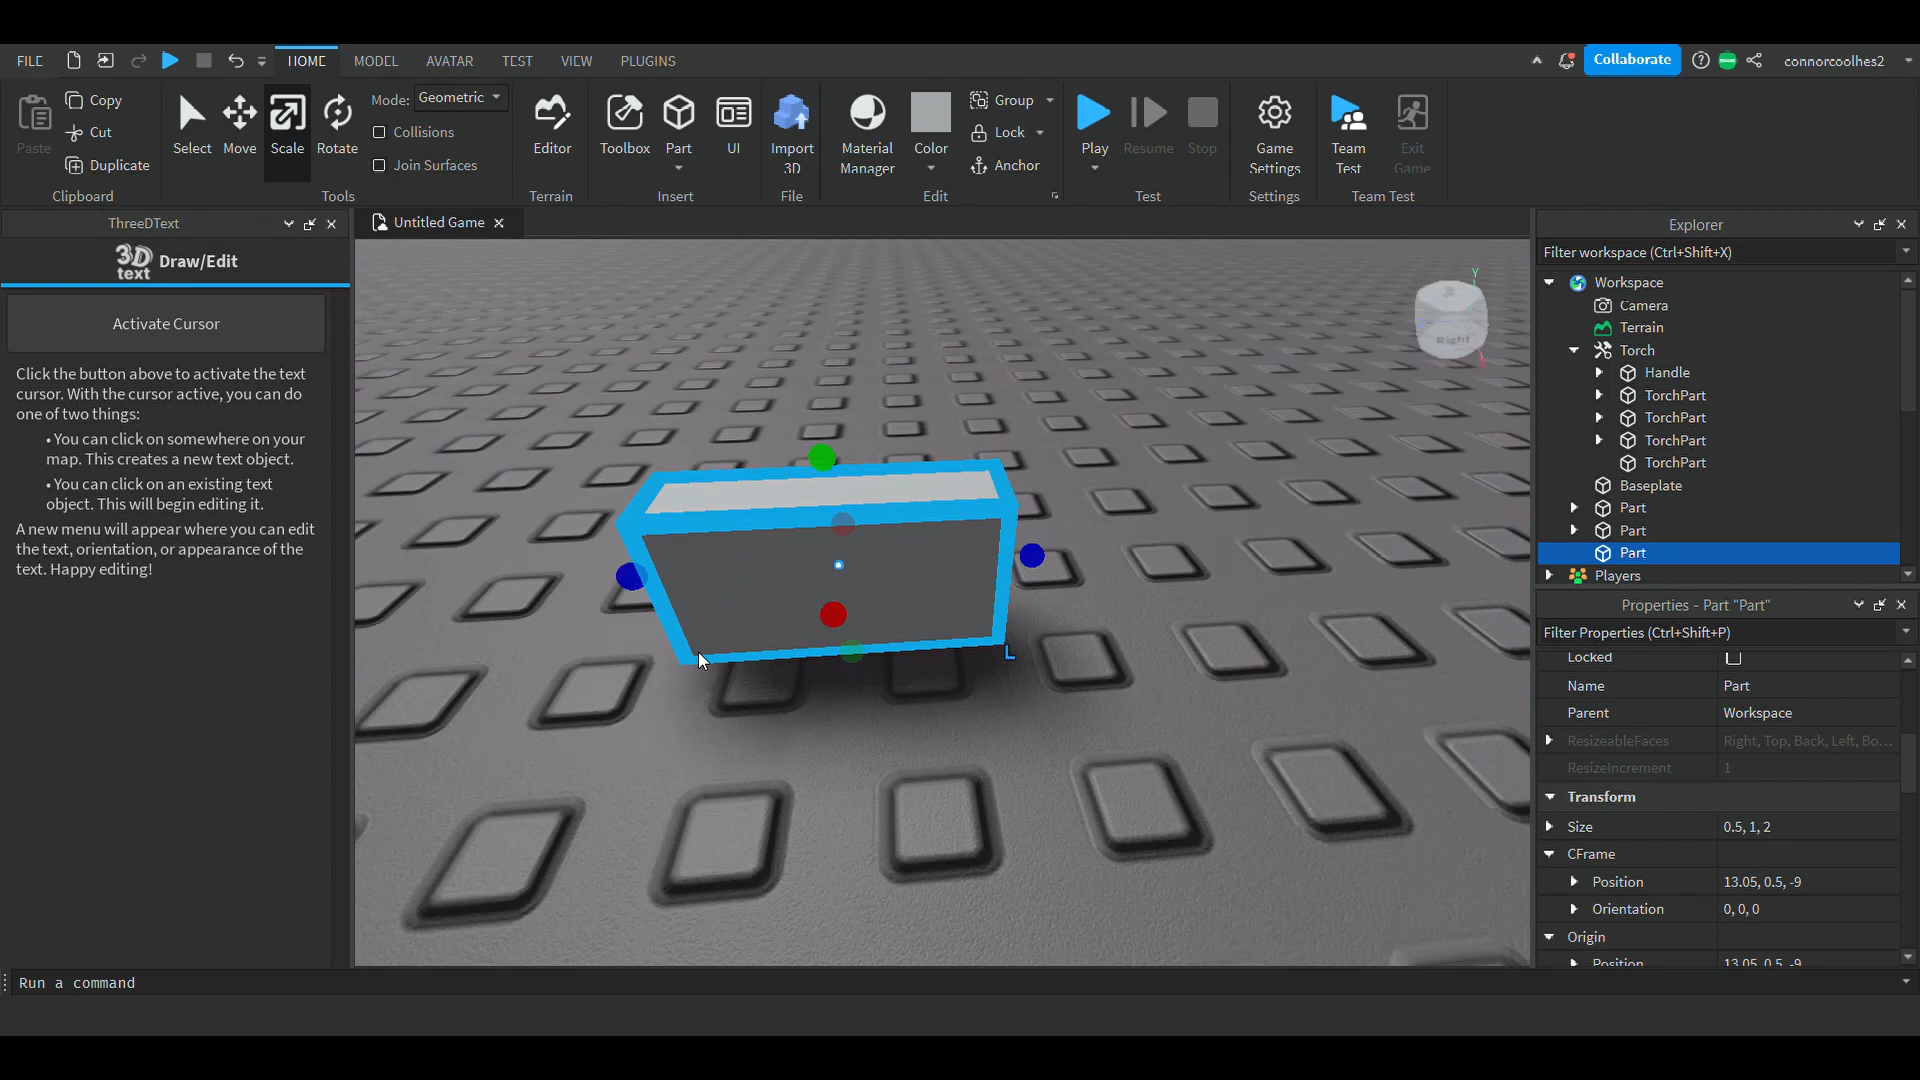 FILE HOME MODEL AVATAR TEST VIEW PLUGINS Collaborate connorcoolhes2
Paste Copy Cut Duplicate
Clipboard
Select Move Scale Rotate
Mode: Geometric
Collisions
Join Surfaces
Tools
Editor
Terrain
Toolbox Part UI
Insert
Import
3D
File
Material
Manager
Color
Group
Lock
Anchor
Edit
Play Resume Stop
Test
Game
Settings
Settings
Team
Test
Exit
Game
Team Test
ThreeDText
3D
text
Draw/Edit
Activate Cursor
Click the button above to activate the text
cursor. With the cursor active, you can do
one of two things:
• You can click on somewhere on your
map. This creates a new text object.
• You can click on an existing text
object. This will begin editing it.
A new menu will appear where you can edit
the text, orientation, or appearance of the
text. Happy editing!
Untitled Game
Y
Right
X
L
Explorer
Filter workspace (Ctrl+Shift+X)
Workspace
Camera
Terrain
Torch
Handle
TorchPart
TorchPart
TorchPart
TorchPart
Baseplate
Part
Part
Part
Players
Properties - Part "Part"
Filter Properties (Ctrl+Shift+P)
Locked
Name Part
Parent Workspace
ResizeableFaces Right, Top, Back, Left, Bo...
ResizeIncrement 1
Transform
Size 0.5, 1, 2
CFrame
Position 13.05, 0.5, -9
Orientation 0, 0, 0
Origin
Position 13.05, 0.5, -9
Run a command